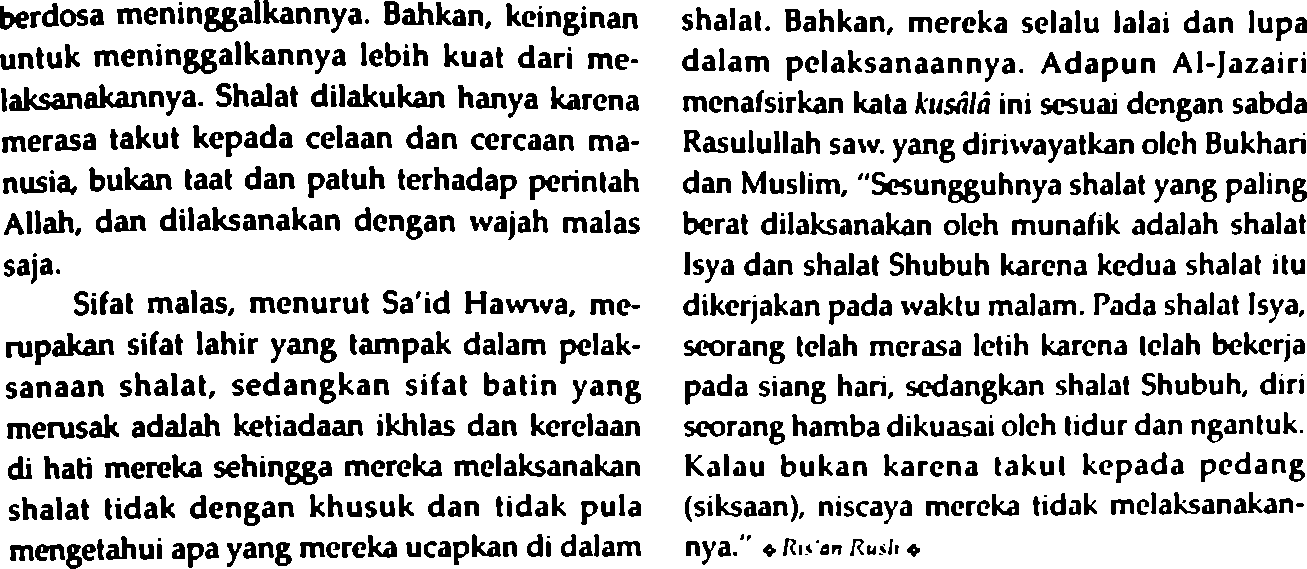 berdosa meninggalkannya. Bahkan, keinginan
untuk meninggalkannya lebih kuat dari me-
laksanakannya. Shalat dilakukan hanya karena
merasa takut kepada celaan dan cercaan ma-
nusia, bukan taat dan patuh terhadap perintah
Allah, dan dilaksanakan dengan wajah malas
saja.
Sifat malas, menurut Sa'id Hawwa, me-
rupakan sifat lahir yang tampak dalam pelak-
sanaan shalat, sedangkan sifat batin yang
merusak adalah ketiadaan ikhlas dan kerelaan
di hati mereka sehingga mereka melaksanakan
shalat tidak dengan khusuk dan tidak pula
mengetahui apa yang mereka ucapkan di dalam
shalat. Bahkan, mereka selalu lalai dan lupa
dalam pelaksanaannya. Adapun Al-Jazairi
menafsirkan kata kusâlâ ini sesuai dengan sabda
Rasulullah saw. yang diriwayatkan oleh Bukhari
dan Muslim, "Sesungguhnya shalat yang paling
berat dilaksanakan oleh munafik adalah shalat
Isya dan shalat Shubuh karena kedua shalat itu
dikerjakan pada waktu malam. Pada shalat Isya,
seorang telah merasa letih karena telah bekerja
pada siang hari, sedangkan shalat Shubuh, diri
seorang hamba dikuasai oleh tidur dan ngantuk.
Kalau bukan karena takut kepada pedang
(siksaan), niscaya mereka tidak melaksanakan-
nya." ❖ Ris'an Rusli ❖